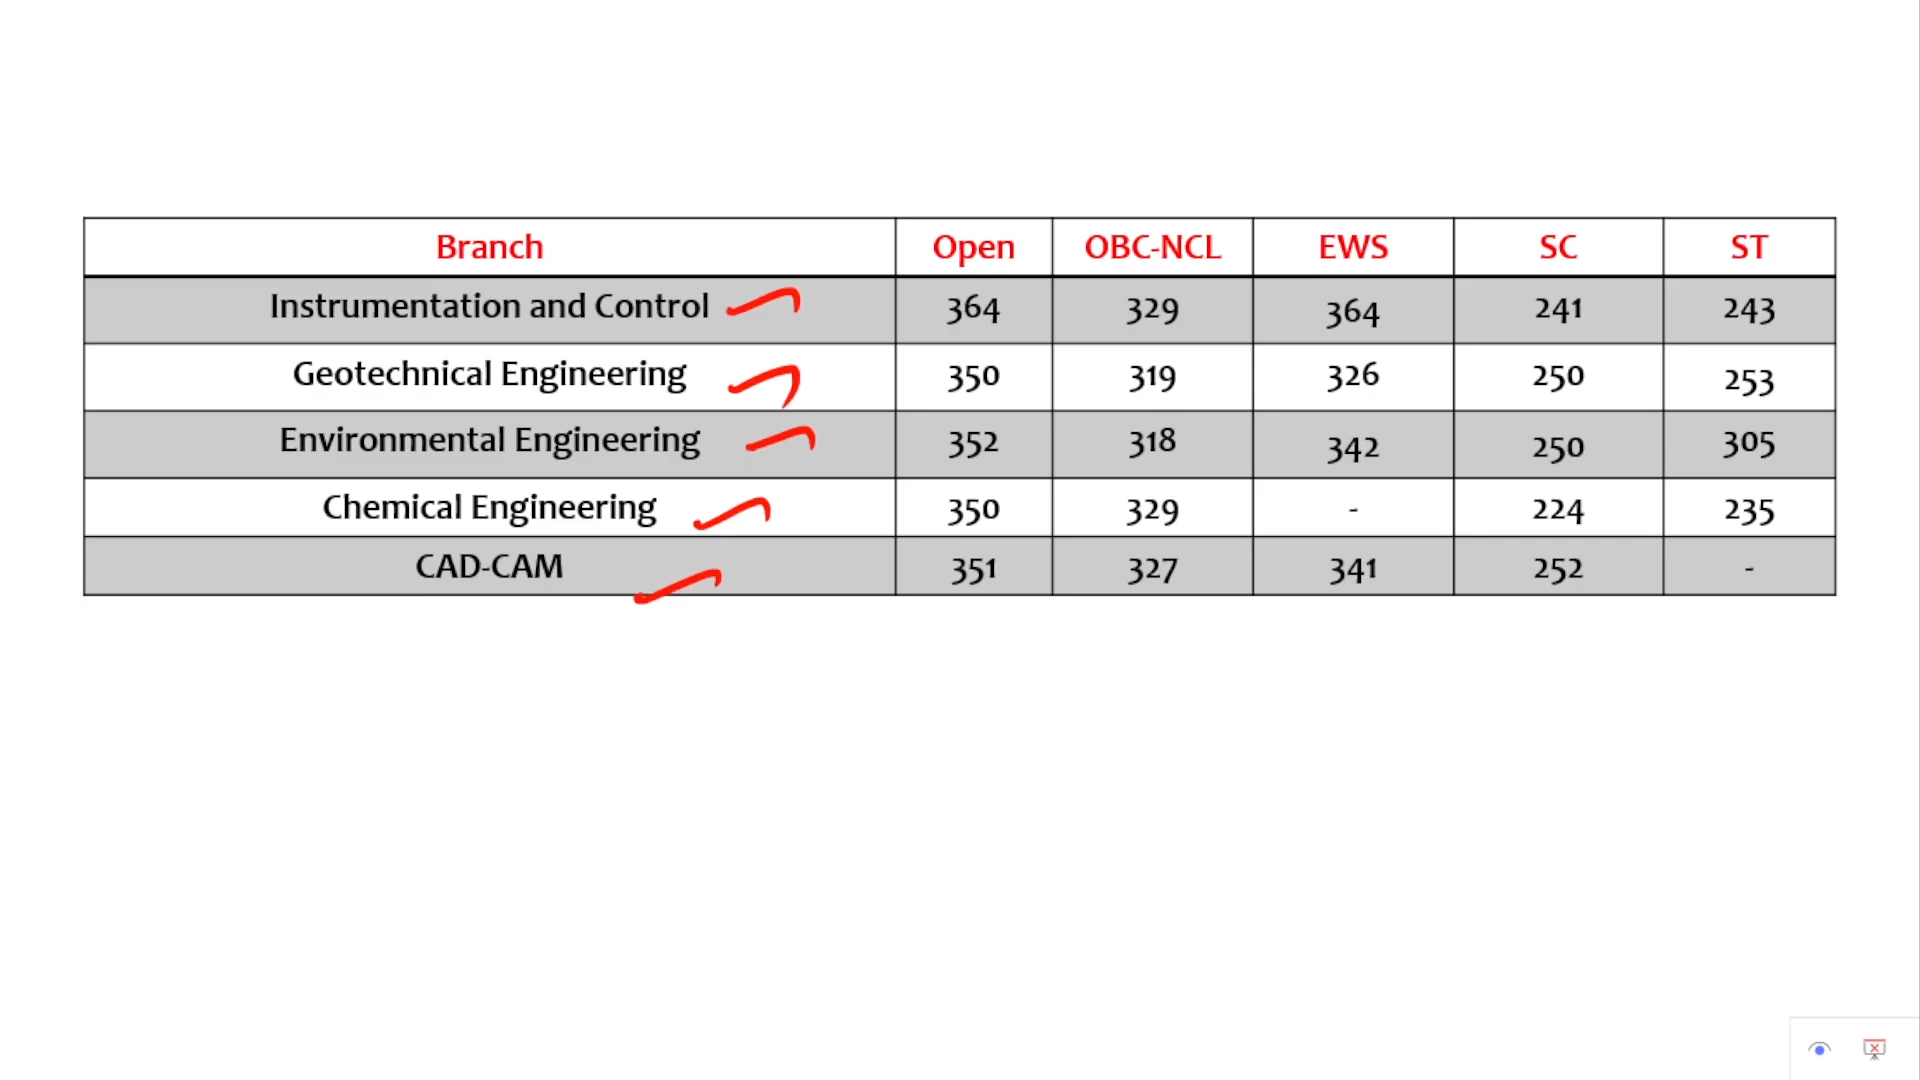 Branch Open OBC-NCL EWS SC ST
Instrumentation and Control 364 329 364 241 243
Geotechnical Engineering 350 319 326 250 253
Environmental Engineering 352 318 342 250 305
Chemical Engineering 350 329 - 224 235
CAD-CAM 351 327 341 252 -